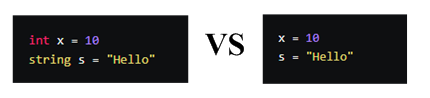 int x = 10
string s = "Hello"
VS
x = 10
s = "Hello"